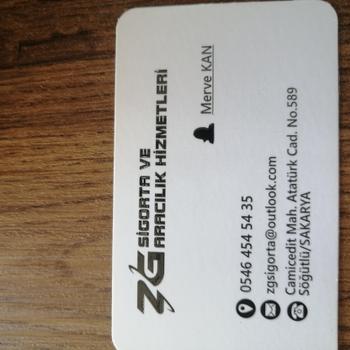 ZG
SİGORTA VE
ARACILIK HİZMETLERİ
Merve KAN
0546 454 54 35
zgsigorta@outlook.com
Camicedit Mah. Atatürk Cad. No.589
Söğütlü/SAKARYA